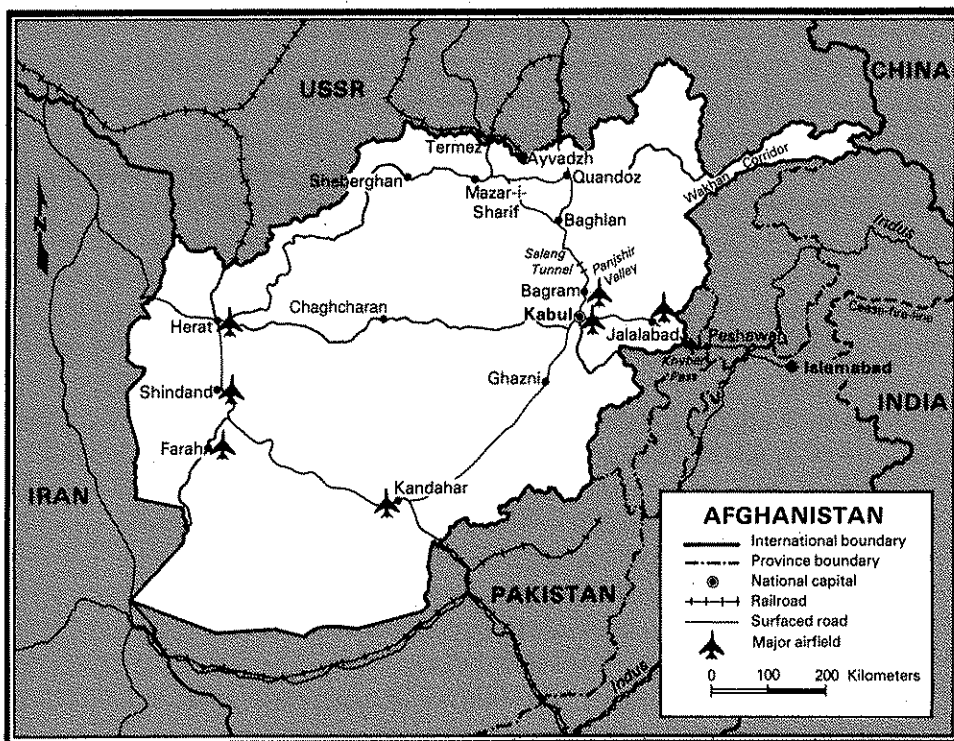 CHINA
USSR
Termez
Ayvadzh
Wakhan Corridor
Sheberghan
Mazar-i-
Sharif
Quandoz
Baghlan
Indus
Salang
Tunnel
Panjshir
Valley
Bagram
Cease-fire line
Chaghcharan
Kabul
Herat
Jalalabad
Peshawar
Khyber
Pass
Islamabad
Ghazni
Shindand
INDIA
Farah
IRAN
Kandahar
PAKISTAN
Indus
N
AFGHANISTAN
International boundary
Province boundary
National capital
Railroad
Surfaced road
Major airfield
0 100 200 Kilometers